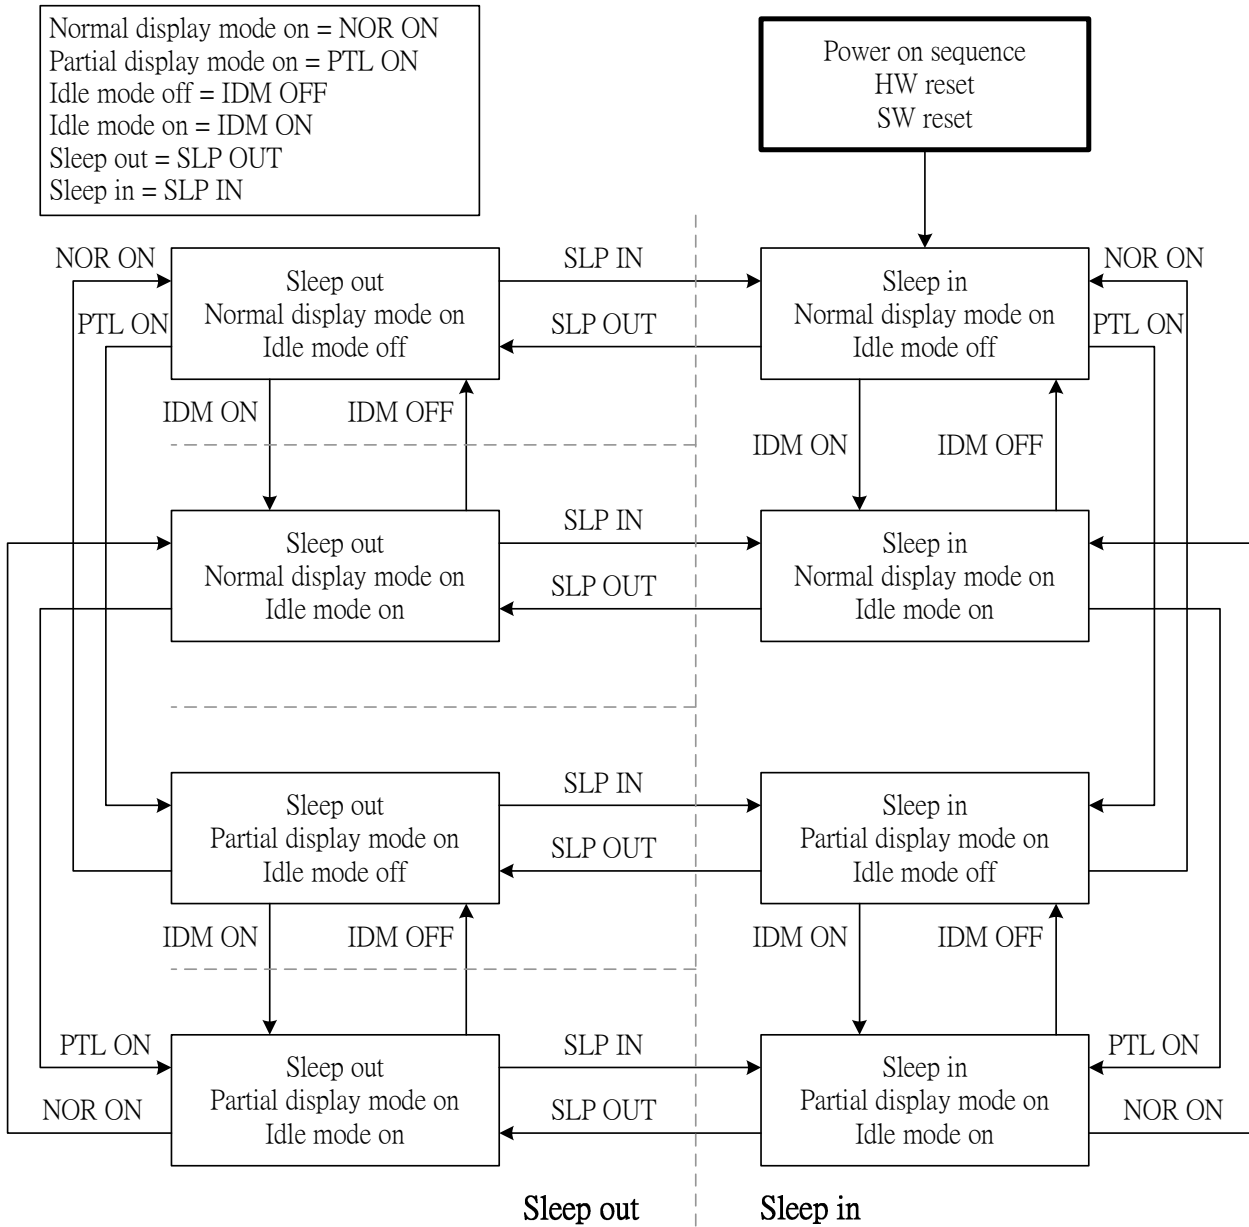 Normal display mode on = NOR ON
Partial display mode on = PTL ON
Idle mode off = IDM OFF
Idle mode on = IDM ON
Sleep out = SLP OUT
Sleep in = SLP IN
Power on sequence
HW reset
SW reset
NOR ON
PTL ON
Sleep out
Normal display mode on
Idle mode off
SLP IN
SLP OUT
Sleep in
Normal display mode on
Idle mode off
NOR ON
PTL ON
IDM ON
IDM OFF
IDM ON
IDM OFF
Sleep out
Normal display mode on
Idle mode on
SLP IN
SLP OUT
Sleep in
Normal display mode on
Idle mode on
Sleep out
Partial display mode on
Idle mode off
SLP IN
SLP OUT
Sleep in
Partial display mode on
Idle mode off
IDM ON
IDM OFF
IDM ON
IDM OFF
PTL ON
NOR ON
Sleep out
Partial display mode on
Idle mode on
SLP IN
SLP OUT
Sleep in
Partial display mode on
Idle mode on
PTL ON
NOR ON
Sleep out
Sleep in